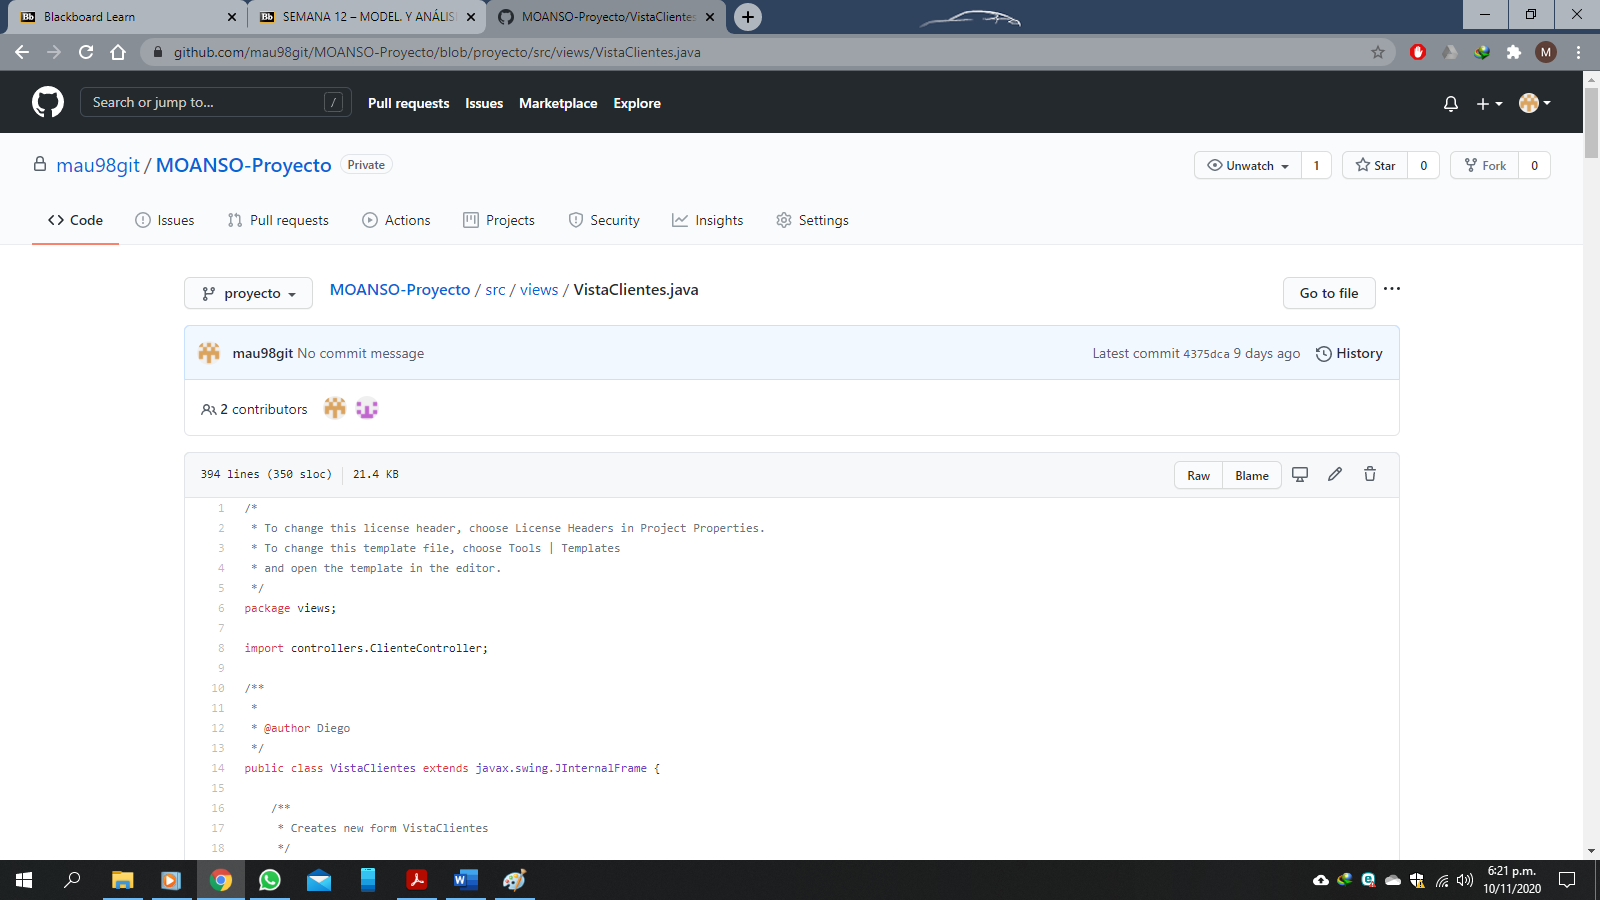 Blackboard Learn
SEMANA 12 – MODEL. Y ANÁLIS
MOANSO-Proyecto/VistaClientes
github.com/mau98git/MOANSO-Proyecto/blob/proyecto/src/views/VistaClientes.java
M
Search or jump to... /
Pull requests Issues Marketplace Explore
mau98git / MOANSO-Proyecto Private
Unwatch 1 Star 0 Fork 0
Code Issues Pull requests Actions Projects Security Insights Settings
proyecto MOANSO-Proyecto / src / views / VistaClientes.java Go to file ...
mau98git No commit message Latest commit 4375dca 9 days ago History
2 contributors
394 lines (350 sloc) 21.4 KB Raw Blame
1 /*
2 * To change this license header, choose License Headers in Project Properties.
3 * To change this template file, choose Tools | Templates
4 * and open the template in the editor.
5 */
6 package views;
7
8 import controllers.ClienteController;
9
10 /**
11 *
12 * @author Diego
13 */
14 public class VistaClientes extends javax.swing.JInternalFrame {
15
16 /**
17 * Creates new form VistaClientes
18 */
6:21 p.m.
10/11/2020